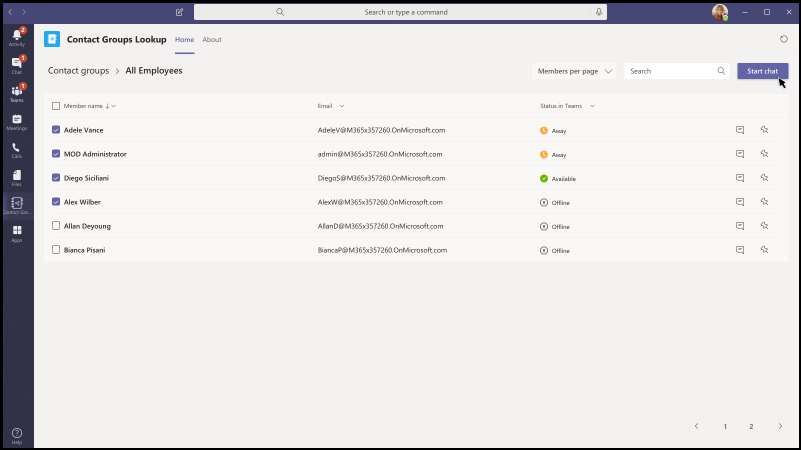 Search or type a command
2
Activity
1
Chat
1
Teams
Meetings
Calls
Files
Contact Gro...
Apps
Help
Contact Groups Lookup Home About
Contact groups > All Employees
Members per page Search Start chat
Member name ↓ Email Status in Teams
Adele Vance AdeleV@M365x357260.OnMicrosoft.com Away
MOD Administrator admin@M365x357260.OnMicrosoft.com Away
Diego Siciliani DiegoS@M365x357260.OnMicrosoft.com Available
Alex Wilber AlexW@M365x357260.OnMicrosoft.com Offline
Allan Deyoung AllanD@M365x357260.OnMicrosoft.com Offline
Bianca Pisani BiancaP@M365x357260.OnMicrosoft.com Offline
1 2